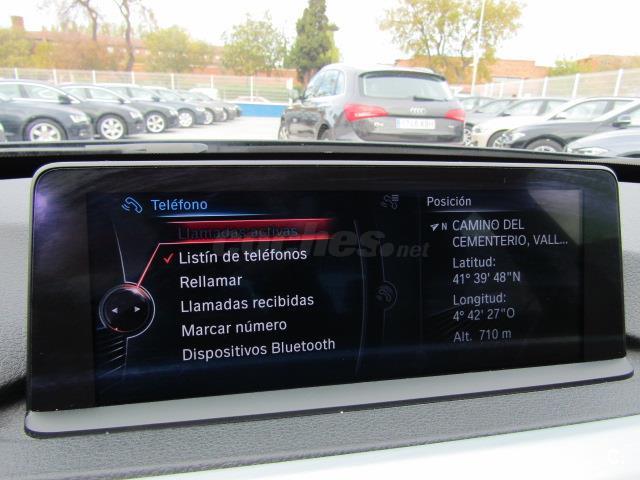 Teléfono
Llamadas activas
Listín de teléfonos
Rellamar
Llamadas recibidas
Marcar número
Dispositivos Bluetooth
Posición
N CAMINO DEL
CEMENTERIO, VALL...
Latitud:
41° 39' 48"N
Longitud:
4° 42' 27"O
Alt. 710 m
coches.net